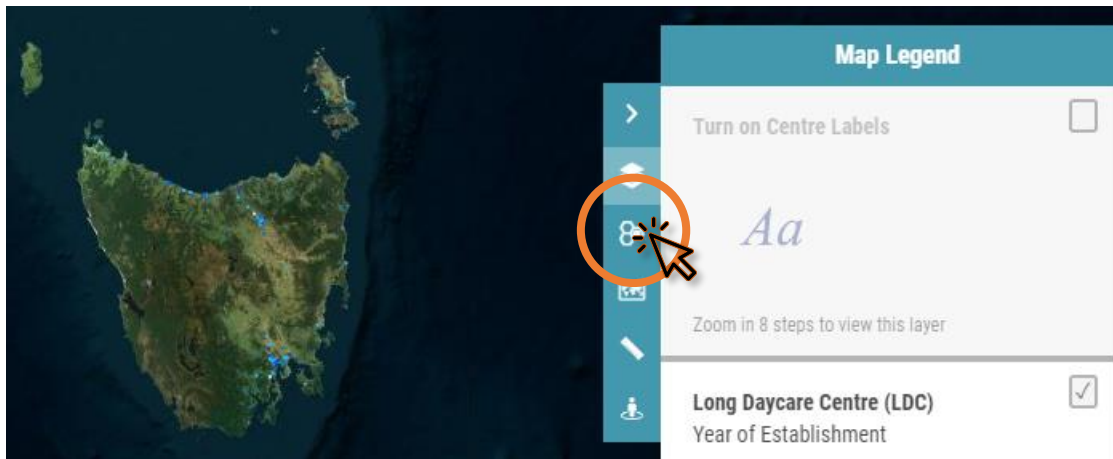 Map Legend
Turn on Centre Labels
Aa
Zoom in 8 steps to view this layer
Long Daycare Centre (LDC)
Year of Establishment